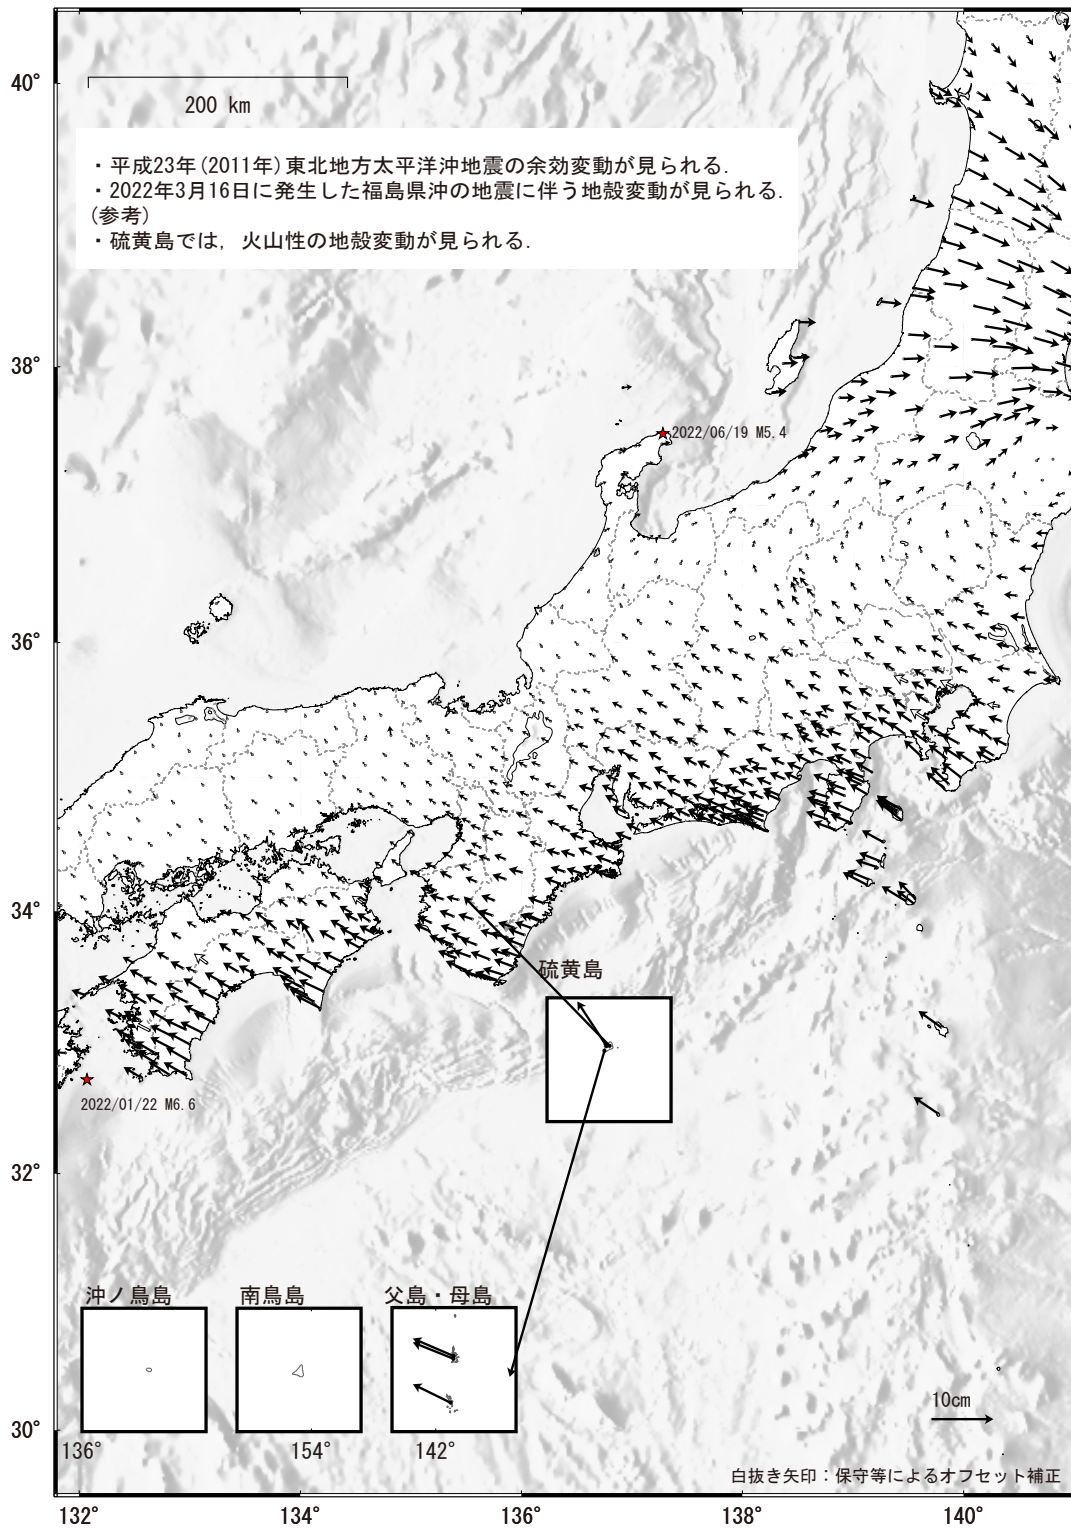 40°
200 km
・平成23年(2011年)東北地方太平洋沖地震の余効変動が見られる.
・2022年3月16日に発生した福島県沖の地震に伴う地殻変動が見られる.
(参考)
・硫黄島では, 火山性の地殻変動が見られる.
38°
2022/06/19 M5.4
36°
34°
硫黄島
2022/01/22 M6.6
32°
沖ノ鳥島
南鳥島
父島・母島
10cm
30°
136°
154°
142°
白抜き矢印：保守等によるオフセット補正
132°
134°
136°
138°
140°